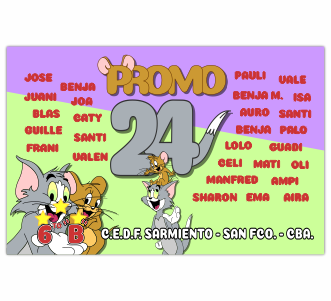 PROMO
24
JOSE
BENJA
JUANI
JOA
BLAS
CATY
GUILLE
SANTI
FRANI
VALEN
PAULI
VALE
BENJA M.
ISA
AURO
SANTI
BENJA
PALO
LOLO
GUADI
CELI
MATI
OLI
MANFRED
AMPI
SHARON
EMA
AIRA
6 B
C.E.D.F. SARMIENTO - SAN FCO. - CBA.